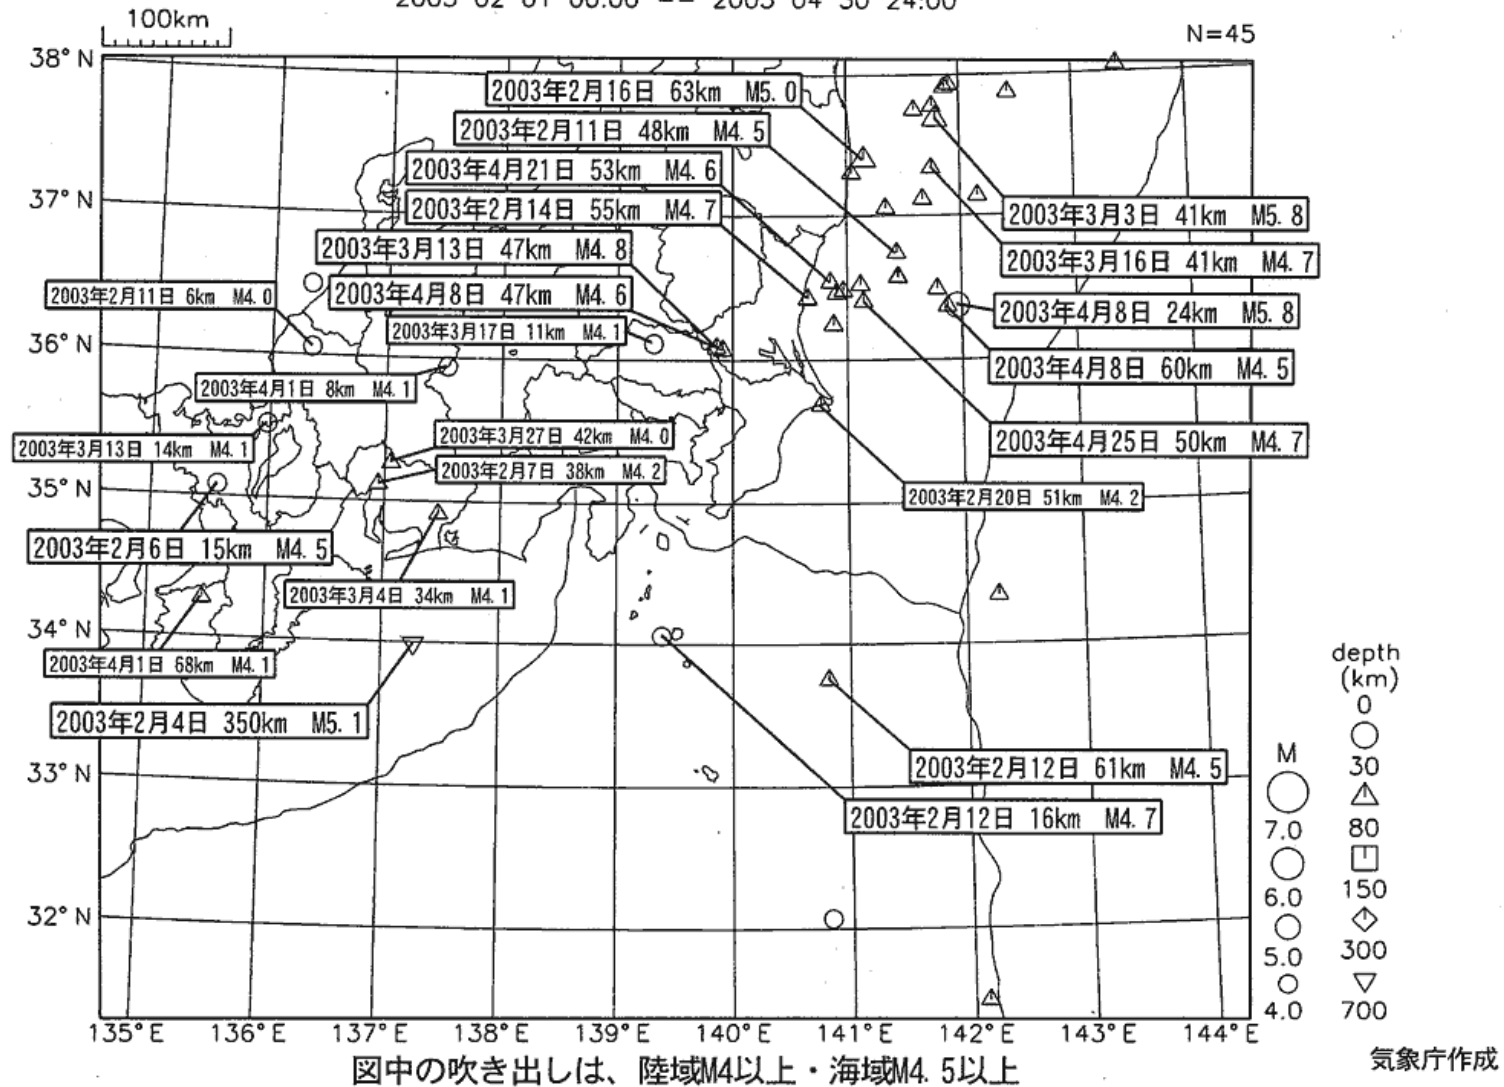 2003 02 01 00:00 -- 2003 04 30 24:00
100km
N=45
38°N
37°N
36°N
35°N
34°N
33°N
32°N
2003年2月16日 63km M5.0
2003年2月11日 48km M4.5
2003年4月21日 53km M4.6
2003年2月14日 55km M4.7
2003年3月13日 47km M4.8
2003年4月8日 47km M4.6
2003年2月11日 6km M4.0
2003年3月17日 11km M4.1
2003年4月1日 8km M4.1
2003年3月13日 14km M4.1
2003年3月27日 42km M4.0
2003年2月7日 38km M4.2
2003年2月6日 15km M4.5
2003年3月4日 34km M4.1
2003年4月1日 68km M4.1
2003年2月4日 350km M5.1
2003年3月3日 41km M5.8
2003年3月16日 41km M4.7
2003年4月8日 24km M5.8
2003年4月8日 60km M4.5
2003年4月25日 50km M4.7
2003年2月20日 51km M4.2
2003年2月12日 61km M4.5
2003年2月12日 16km M4.7
M
7.0
6.0
5.0
4.0
depth
(km)
0
30
80
150
300
700
135°E 136°E 137°E 138°E 139°E 140°E 141°E 142°E 143°E 144°E
図中の吹き出しは、陸域M4以上・海域M4.5以上
気象庁作成